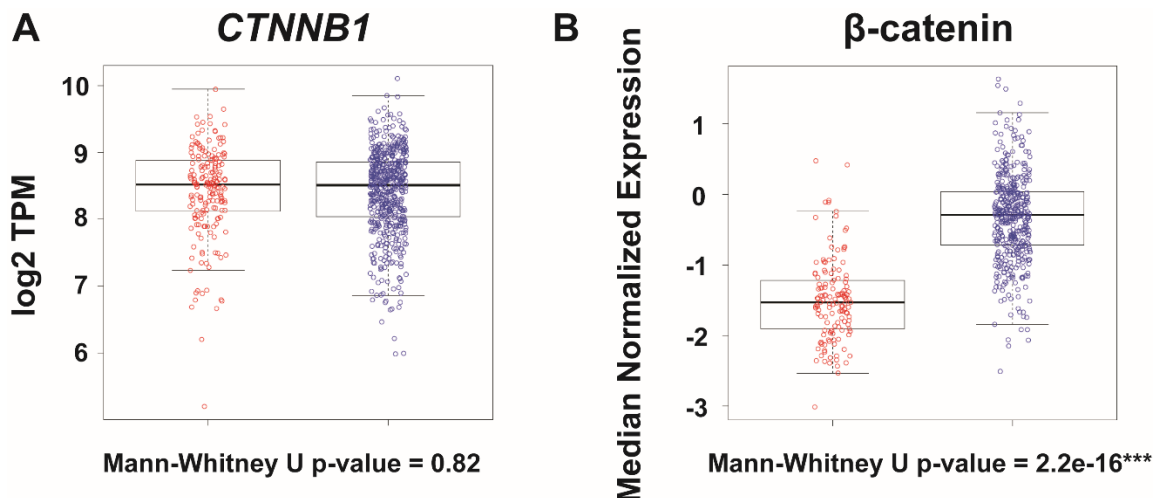 A
CTNNB1
log2 TPM
10
9
8
7
6
Mann-Whitney U p-value = 0.82
B
β-catenin
Median Normalized Expression
1
0
-1
-2
-3
Mann-Whitney U p-value = 2.2e-16***